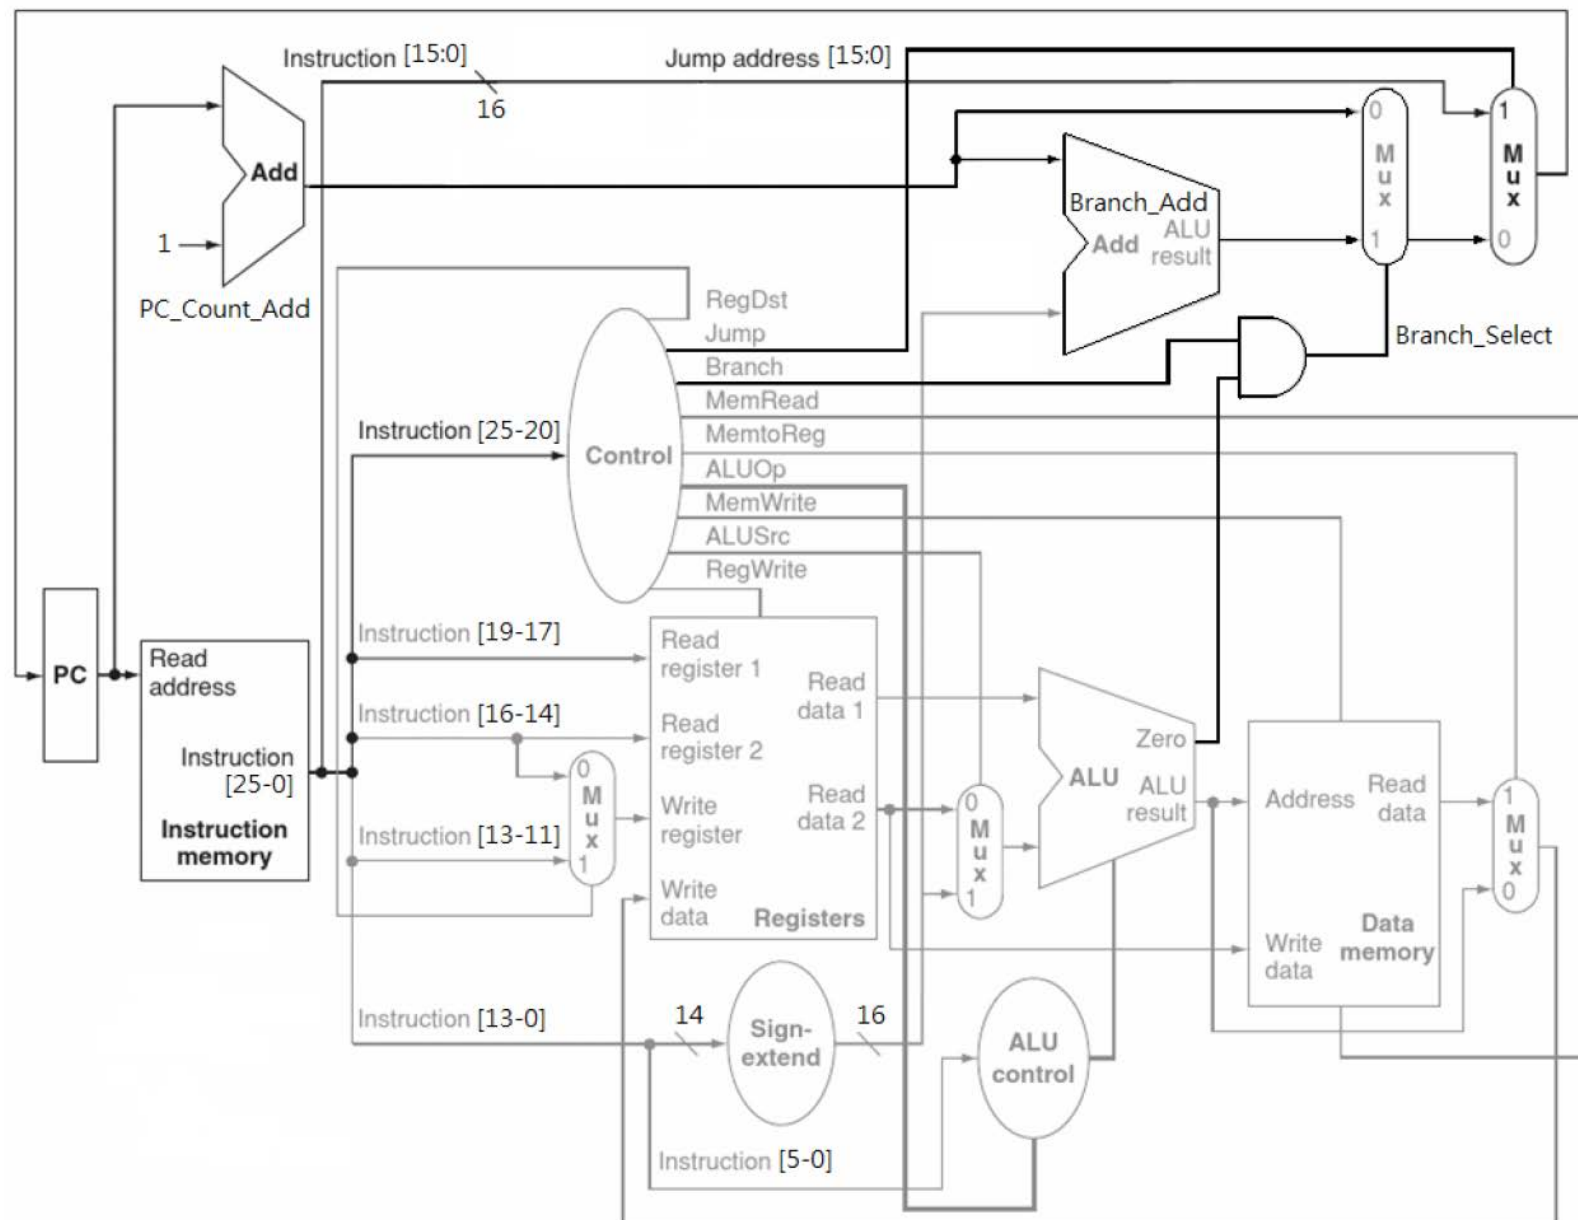 Instruction [15:0]
Jump address [15:0]
16
Add
1
PC_Count_Add
0
M
u
x
1
1
M
u
x
0
Branch_Add
Add
ALU
result
Branch_Select
RegDst
Jump
Branch
MemRead
MemtoReg
ALUOp
MemWrite
ALUSrc
RegWrite
Control
Instruction [25-20]
PC
Read
address
Instruction
[25-0]
Instruction
memory
Instruction [19-17]
Instruction [16-14]
Instruction [13-11]
0
M
u
x
1
Read
register 1
Read
register 2
Write
register
Write
data
Read
data 1
Read
data 2
Registers
0
M
u
x
1
Zero
ALU
ALU
result
Address
Read
data
Write
data
Data
memory
1
M
u
x
0
Instruction [13-0]
14
Sign-
extend
16
ALU
control
Instruction [5-0]